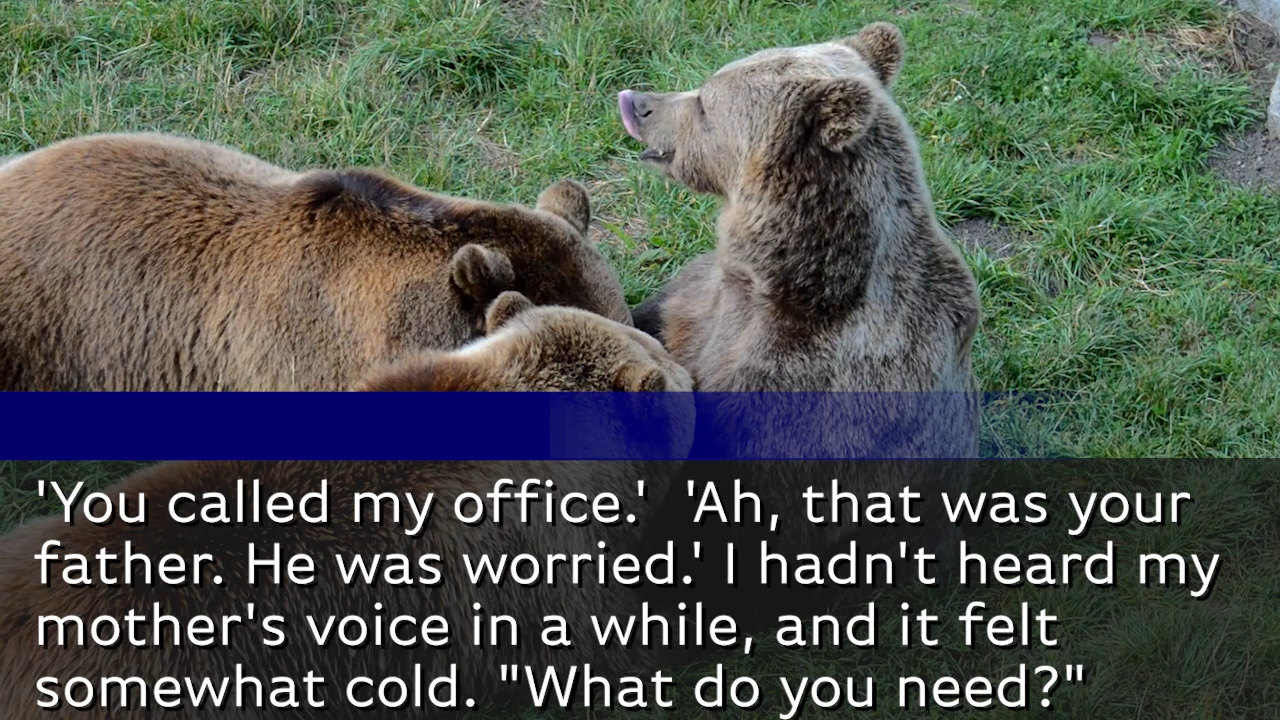 'You called my office.'  'Ah, that was your
father. He was worried.' I hadn't heard my
mother's voice in a while, and it felt
somewhat cold. "What do you need?"